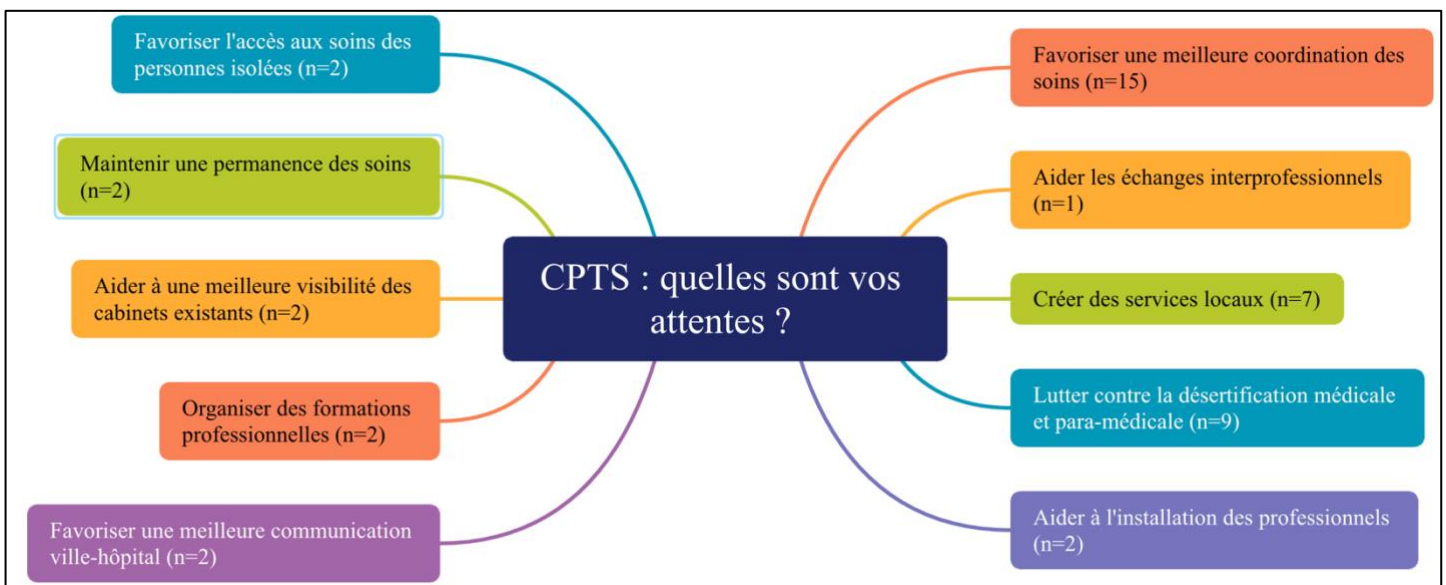 Favoriser l'accès aux soins des
personnes isolées (n=2)
Maintenir une permanence des soins
(n=2)
Aider à une meilleure visibilité des
cabinets existants (n=2)
Organiser des formations
professionnelles (n=2)
Favoriser une meilleure communication
ville-hôpital (n=2)
CPTS : quelles sont vos
attentes ?
Favoriser une meilleure coordination des
soins (n=15)
Aider les échanges interprofessionnels
(n=1)
Créer des services locaux (n=7)
Lutter contre la désertification médicale
et para-médicale (n=9)
Aider à l'installation des professionnels
(n=2)